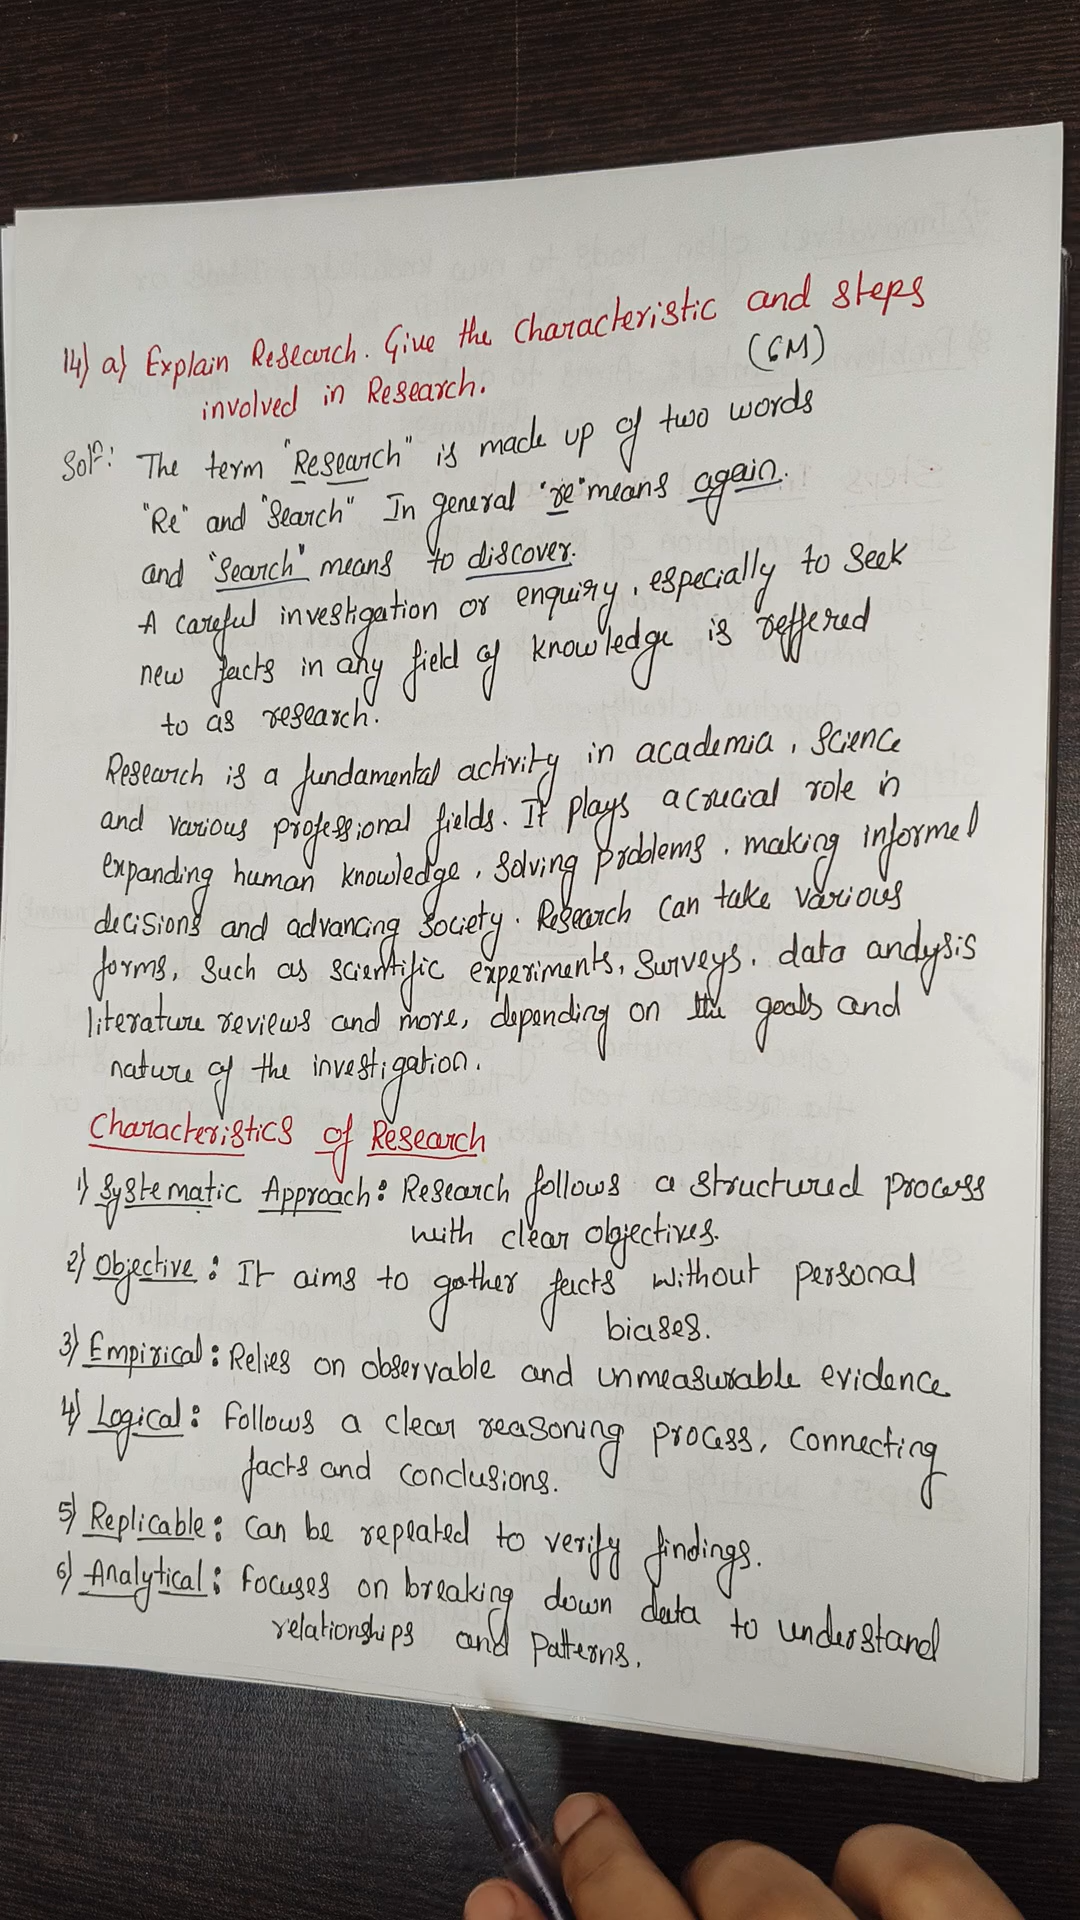 14) a) Explain Research. Give the Characteristic and steps
involved in Research. (6M)
Soln: The term "Research" is made up of two words
"Re" and "Search" In general "re" means again.
and "Search" means to discover.
A careful investigation or enquiry, especially to seek
new facts in any field of knowledge is reffered
to as research.
Research is a fundamental activity in academia, science
and various professional fields. It plays a crucial role in
expanding human knowledge, solving problems, making informed
decisions and advancing society. Research can take various
forms, such as scientific experiments, surveys, data analysis
literature reviews and more, depending on the goals and
nature of the investigation.
Characteristics of Research
1) Systematic Approach: Research follows a structured process
with clear objectives.
2) Objective: It aims to gather facts without personal
biases.
3) Empirical: Relies on observable and unmeasurable evidence
4) Logical: Follows a clear reasoning process, connecting
facts and conclusions.
5) Replicable: Can be repeated to verify findings.
6) Analytical: Focuses on breaking down data to understand
relationships and patterns.